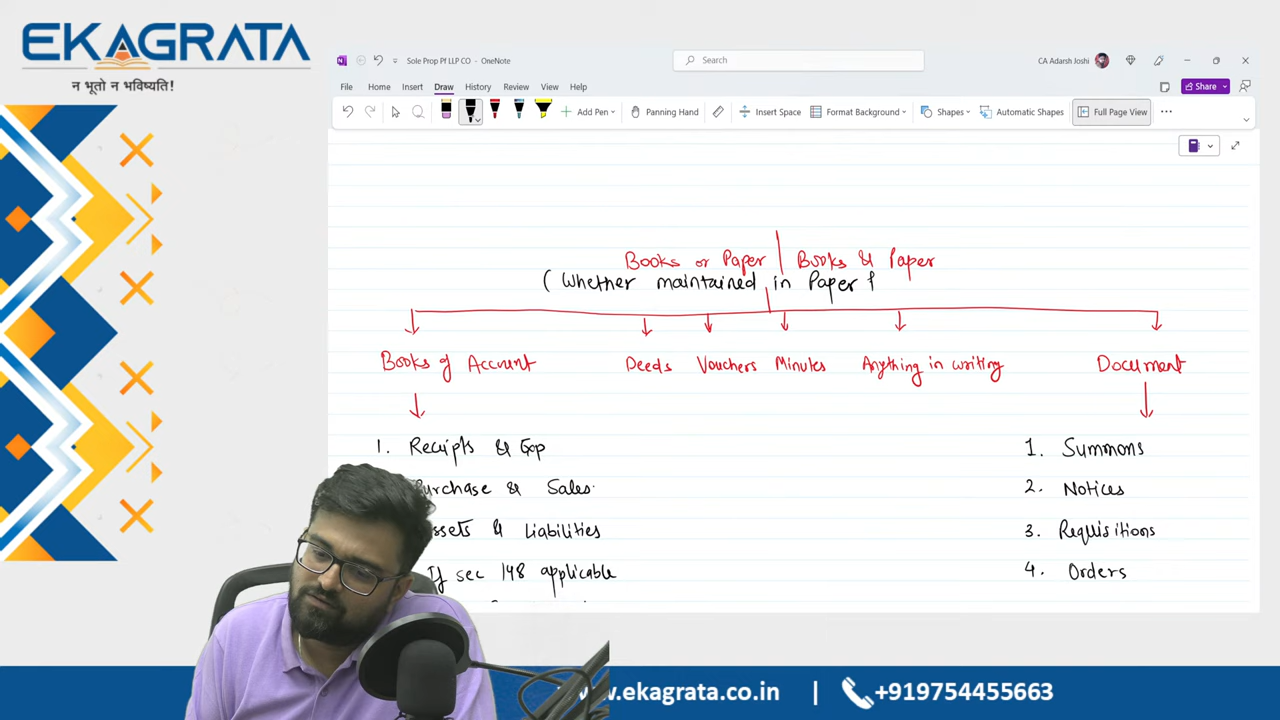 EKAGRATA
न भूतो न भविष्यति!
Sole Prop Pf LLP CO - OneNote
Search
CA Adarsh Joshi
File Home Insert Draw History Review View Help
Share
Add Pen
Panning Hand
Insert Space
Format Background
Shapes
Automatic Shapes
Full Page View
Books or Paper | Books & Paper
( Whether maintained in Paper f
Books of Account Deeds Vouchers Minutes Anything in writing Document
1. Receipts & Exp 1. Summons
Purchase & Sales. 2. Notices
ssets & Liabilities 3. Requisitions
If sec 148 applicable 4. Orders
www.ekagrata.co.in | +919754455663